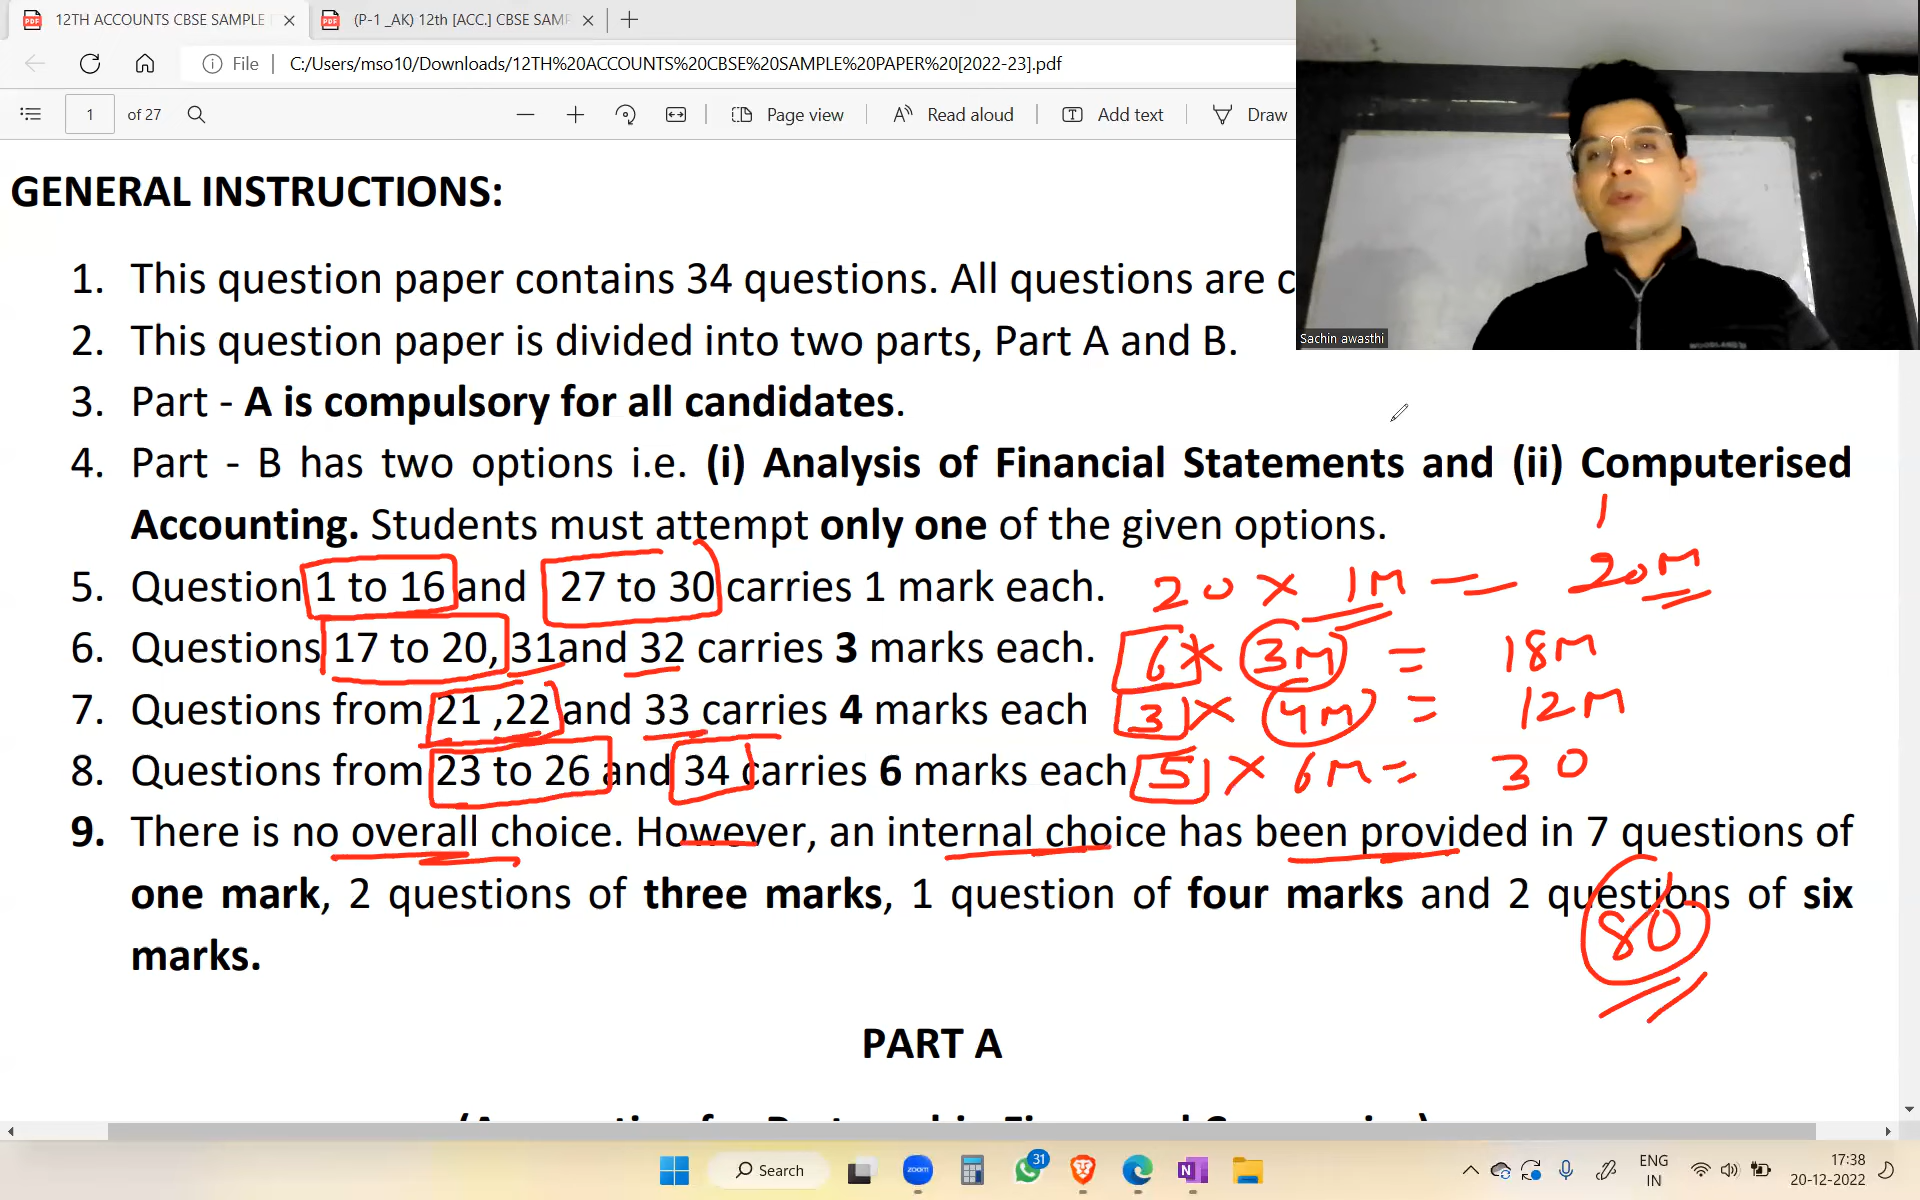 12TH ACCOUNTS CBSE SAMPLE
(P-1 _AK) 12th [ACC.] CBSE SAM
File
C:/Users/mso10/Downloads/12TH%20ACCOUNTS%20CBSE%20SAMPLE%20PAPER%20[2022-23].pdf
1 of 27
Page view
Read aloud
Add text
Draw
Sachin awasthi
GENERAL INSTRUCTIONS:
1. This question paper contains 34 questions. All questions are c
2. This question paper is divided into two parts, Part A and B.
3. Part - A is compulsory for all candidates.
4. Part - B has two options i.e. (i) Analysis of Financial Statements and (ii) Computerised
Accounting. Students must attempt only one of the given options.
5. Question 1 to 16 and 27 to 30 carries 1 mark each. 20 × 1M = 20M
6. Questions 17 to 20, 31and 32 carries 3 marks each. 6 × 3M = 18M
7. Questions from 21 ,22 and 33 carries 4 marks each 3 × 4M = 12M
8. Questions from 23 to 26 and 34 carries 6 marks each 5 × 6M = 30
9. There is no overall choice. However, an internal choice has been provided in 7 questions of
one mark, 2 questions of three marks, 1 question of four marks and 2 questions of six
marks.
80
PART A
Search
zoom
31
ENG
IN
17:38
20-12-2022